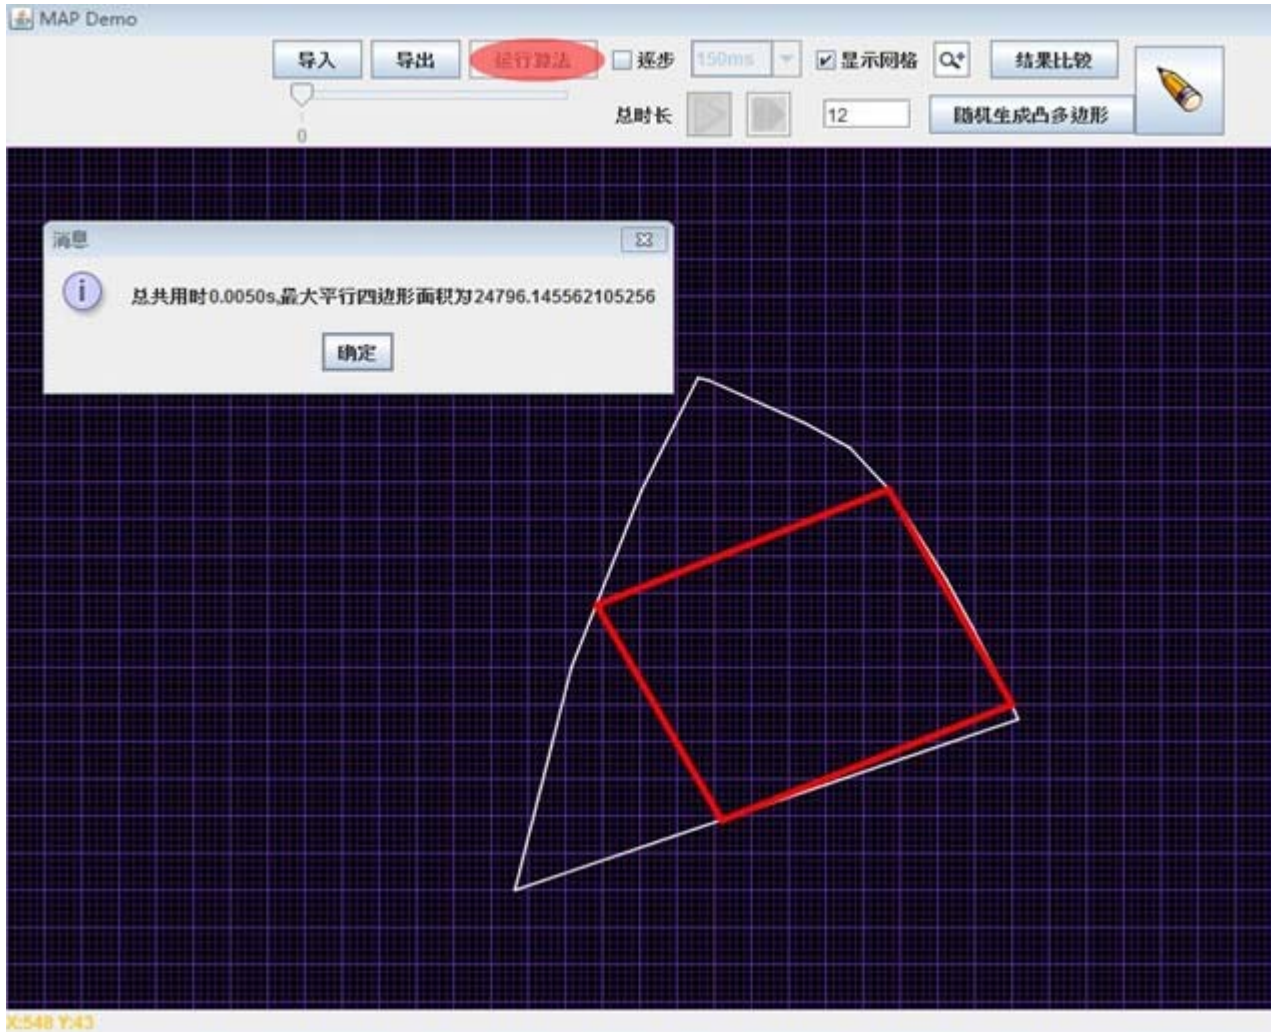 MAP Demo
导入 导出 运行算法 逐步 150ms 显示网格 结果比较
0 总时长 12 随机生成凸多边形
消息
总共用时0.0050s,最大平行四边形面积为24796.145562105256
确定
X:548 Y:43